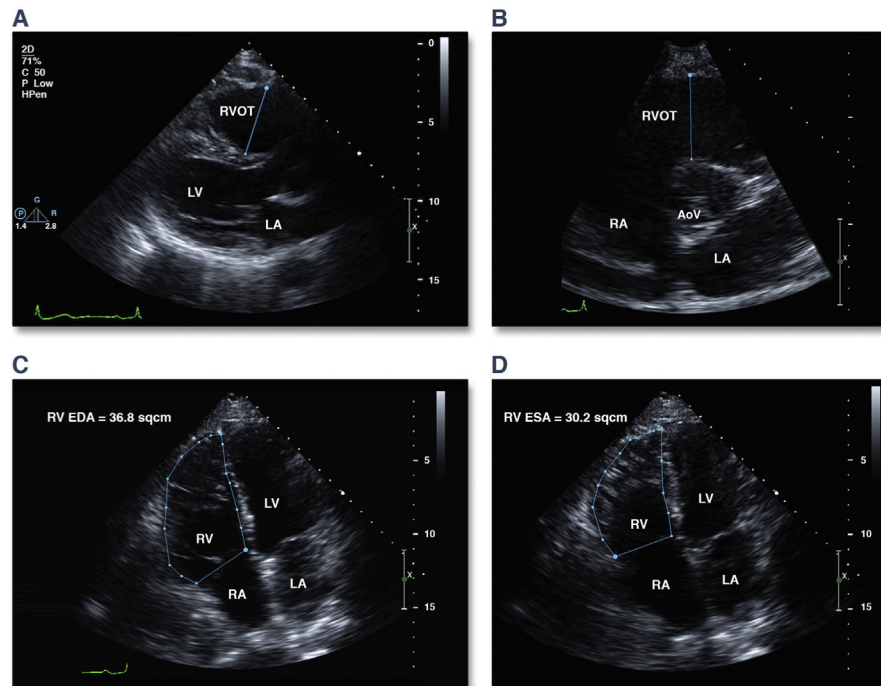 A
2D
71%
C 50
P Low
HPen
G
P R
1.4 2.8
RVOT
LV
LA
0
5
10
X
15
B
RVOT
RA
AoV
LA
X
C
RV EDA = 36.8 sqcm
LV
RV
RA
LA
5
10
X
15
D
RV ESA = 30.2 sqcm
LV
RV
RA
LA
5
10
X
15